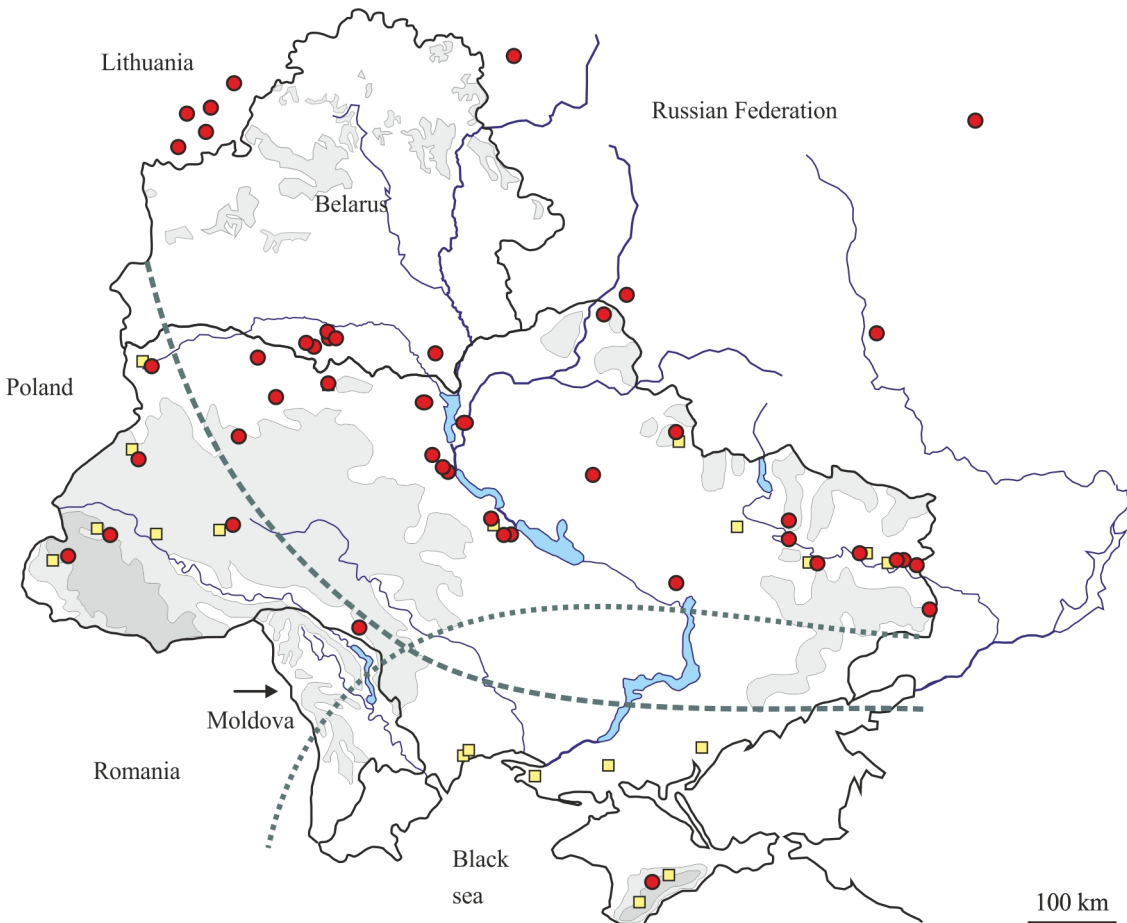 Lithuania
Russian Federation
Belarus
Poland
Moldova
Romania
Black
sea
100 km